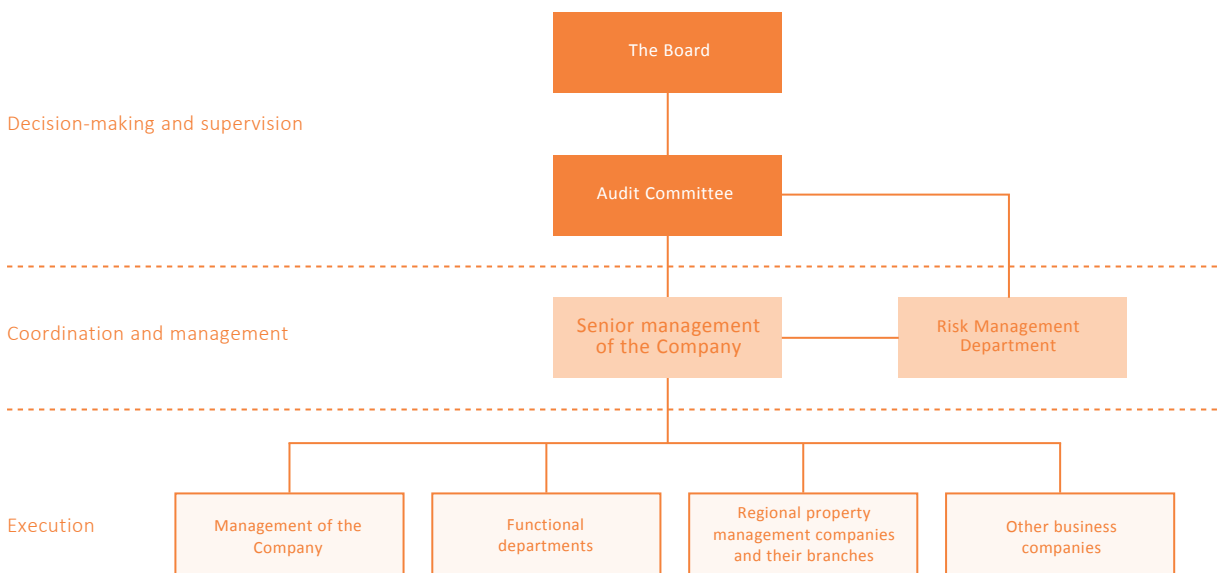 The Board
Decision-making and supervision
Audit Committee
Coordination and management
Senior management
of the Company
Risk Management
Department
Execution
Management of the
Company
Functional
departments
Regional property
management companies
and their branches
Other business
companies